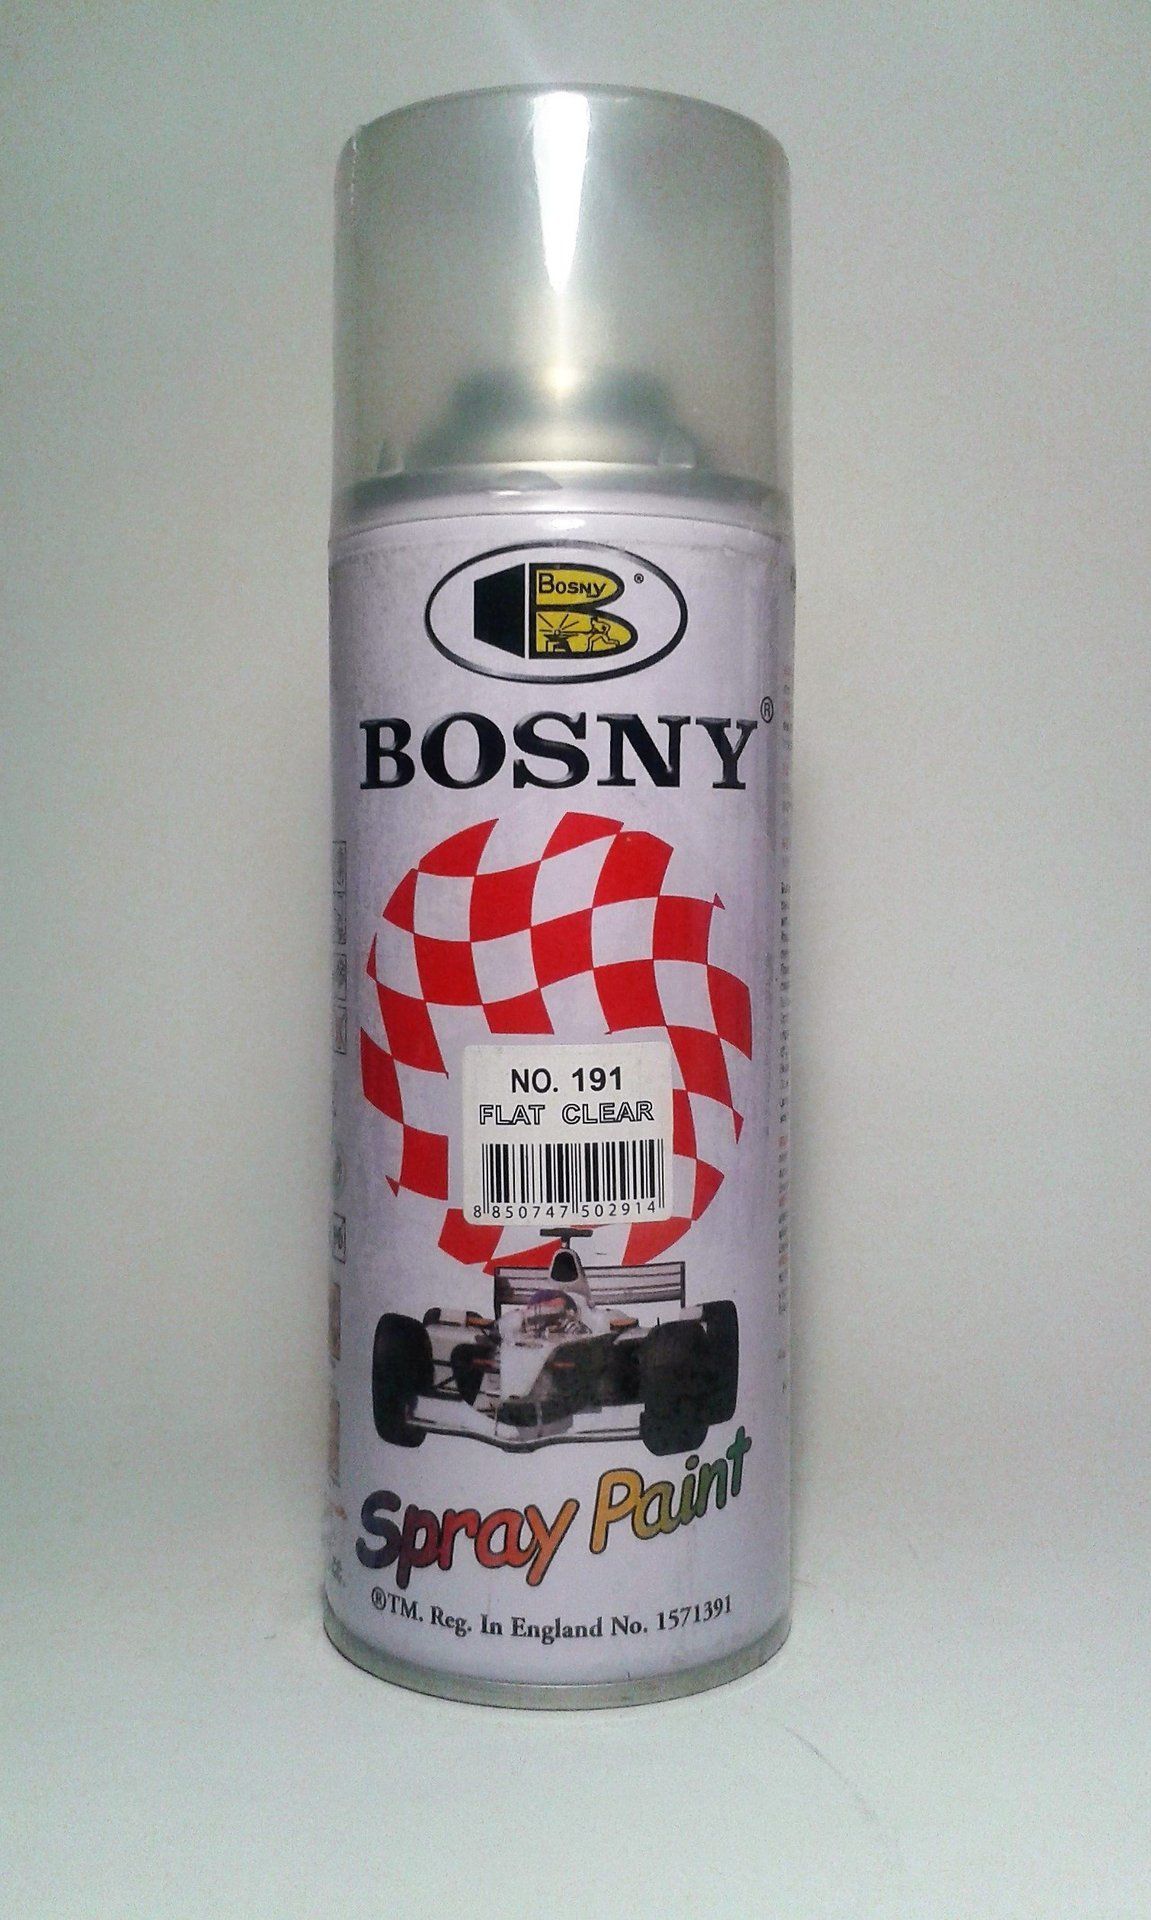 BOSNY ®
BOSNY®
NO. 191
FLAT CLEAR
8 850747 502914
Spray Paint
®TM. Reg. In England No. 1571391